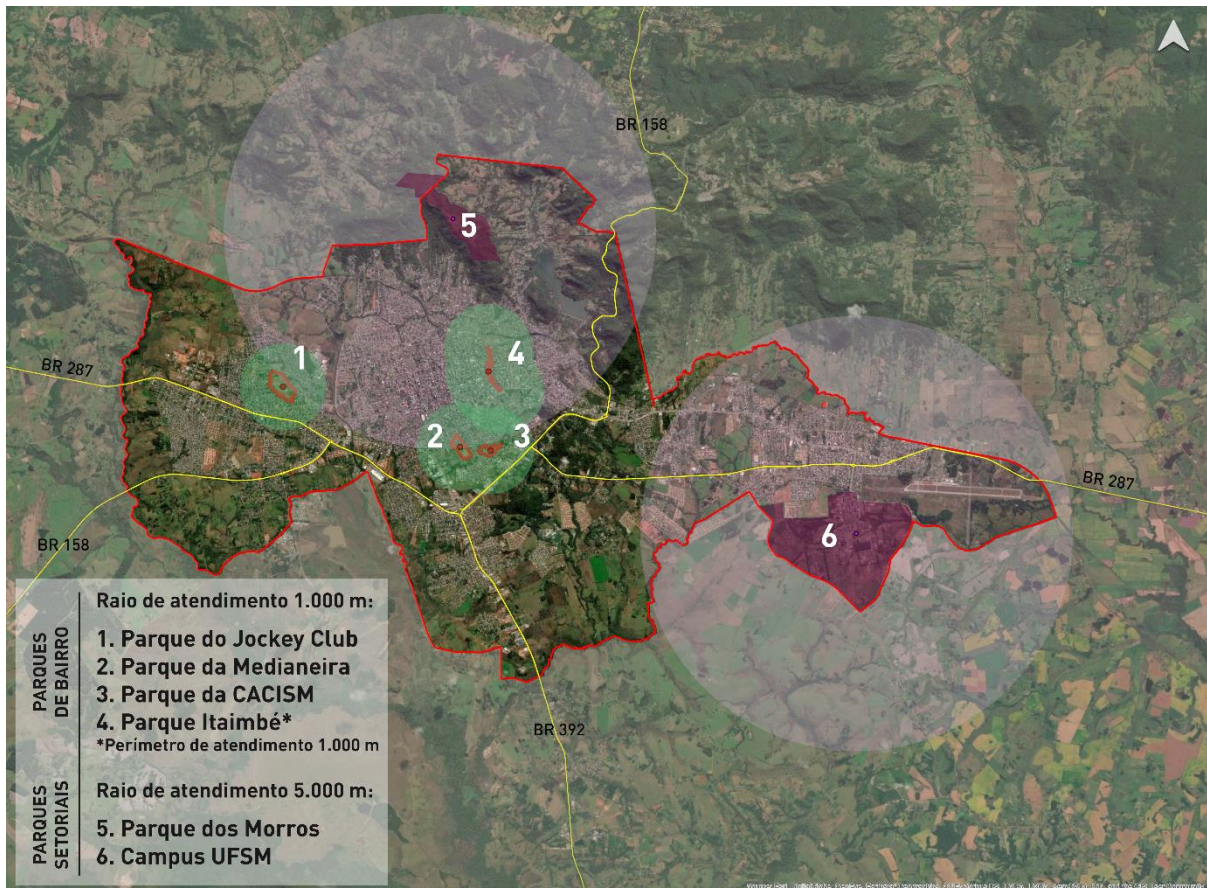 BR 158
5
4
1
BR 287
2
3
BR 287
6
BR 158
BR 392
PARQUES
DE BAIRRO
Raio de atendimento 1.000 m:
1. Parque do Jockey Club
2. Parque da Medianeira
3. Parque da CACISM
4. Parque Itaimbé*
*Perímetro de atendimento 1.000 m
PARQUES
SETORIAIS
Raio de atendimento 5.000 m:
5. Parque dos Morros
6. Campus UFSM